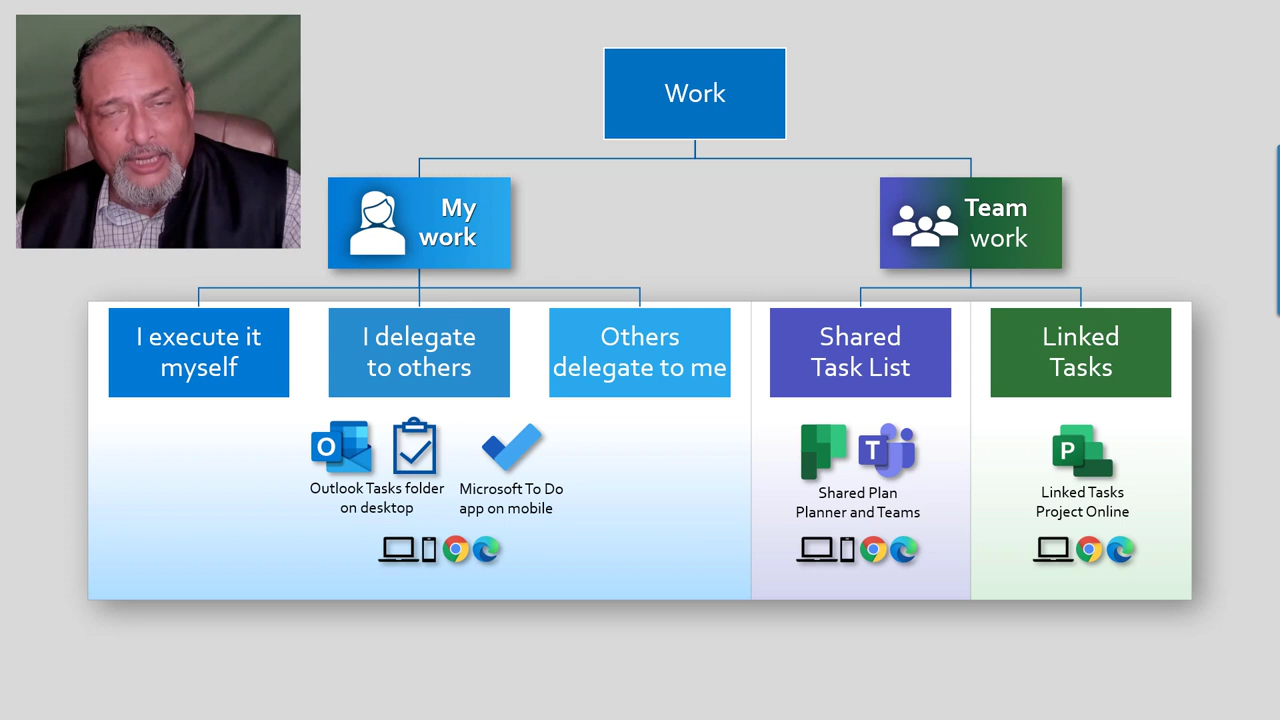 Work
My
work
Team
work
I execute it
myself
I delegate
to others
Others
delegate to me
Shared
Task List
Linked
Tasks
O
Outlook Tasks folder
on desktop
Microsoft To Do
app on mobile
T
Shared Plan
Planner and Teams
P
Linked Tasks
Project Online